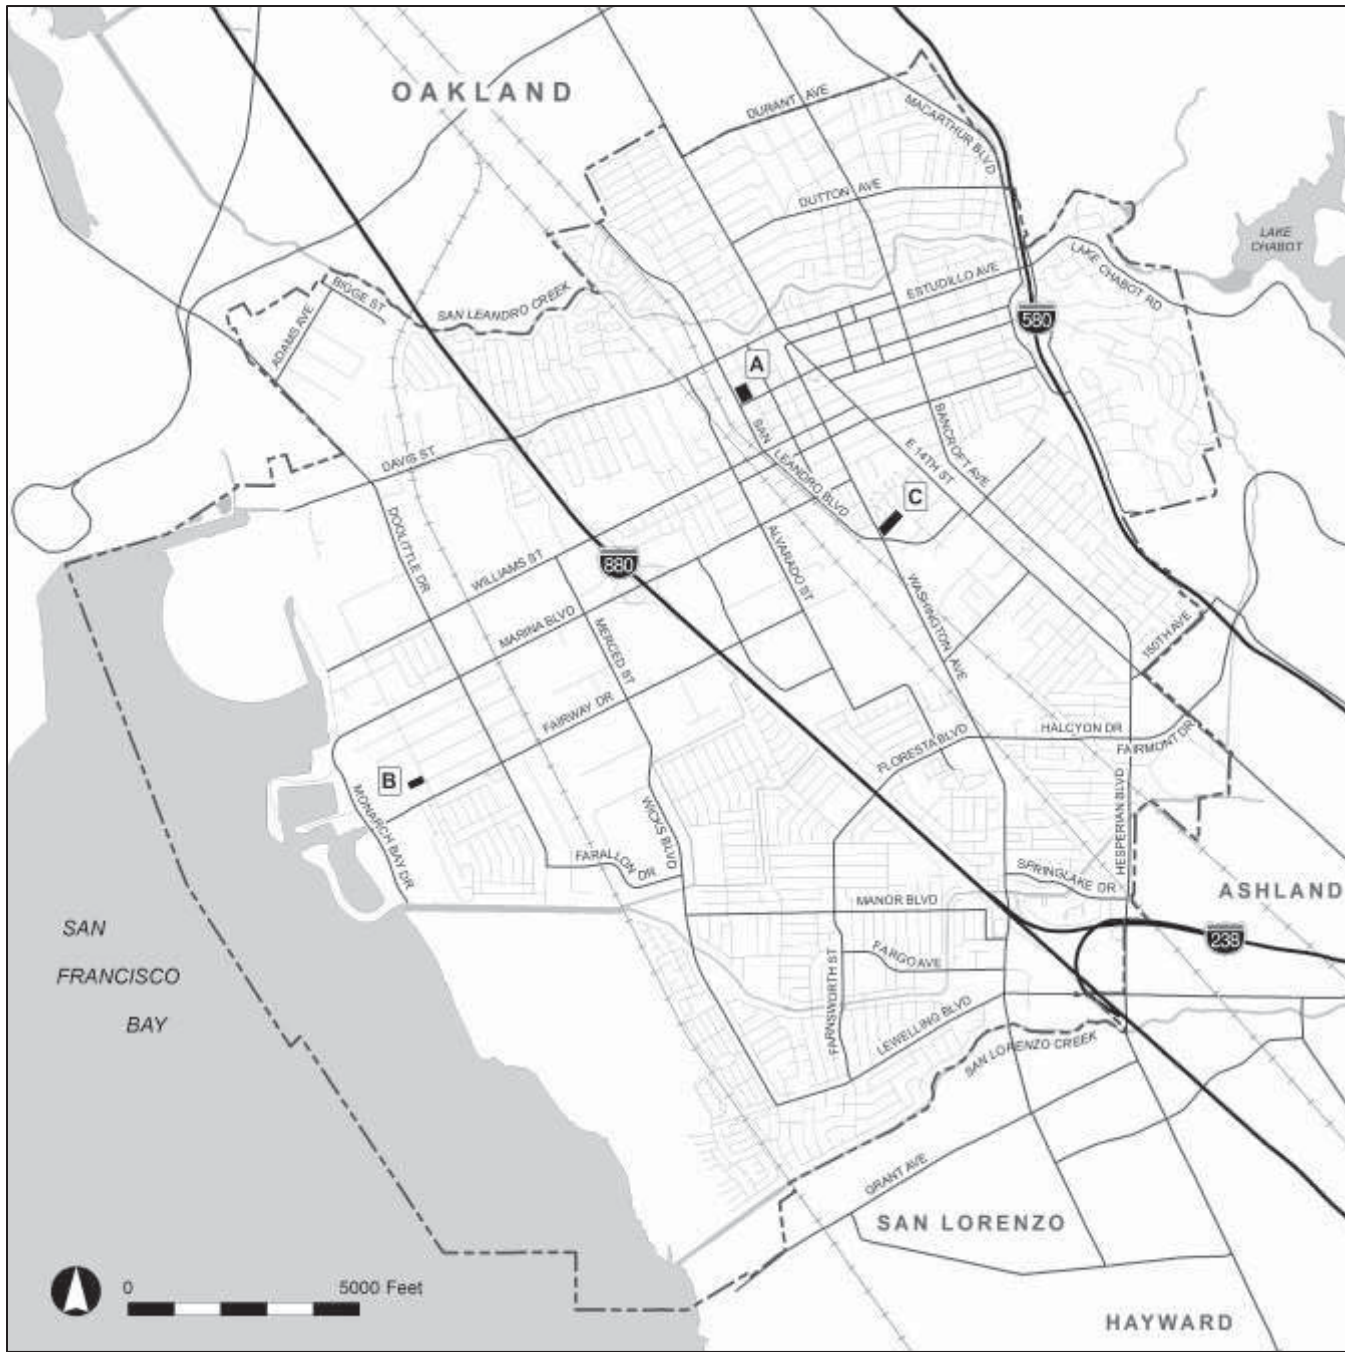 OAKLAND
DURANT AVE
MACARTHUR BLVD
DUTTON AVE
LAKE
CHABOT
LAKE CHABOT RD
ESTUDILLO AVE
BIGGE ST
SAN LEANDRO CREEK
ADAMS AVE
580
A
BANCROFT AVE
E 14TH ST
SAN LEANDRO BLVD
DAVIS ST
C
DOOLITTLE DR
ALVARADO ST
880
WILLIAMS ST
WASHINGTON AVE
MARINA BLVD
MERCED ST
150TH AVE
FAIRWAY DR
HALCYON DR
FLORESTA BLVD
FAIRMONT DR
B
MONARCH BAY DR
WICKS BLVD
HESPERIAN BLVD
FARALLON DR
SPRINGLAKE DR
ASHLAND
MANOR BLVD
238
SAN
FRANCISCO
BAY
FARGO AVE
FARNSWORTH ST
LEWELLING BLVD
SAN LORENZO CREEK
GRANT AVE
SAN LORENZO
0 5000 Feet
HAYWARD